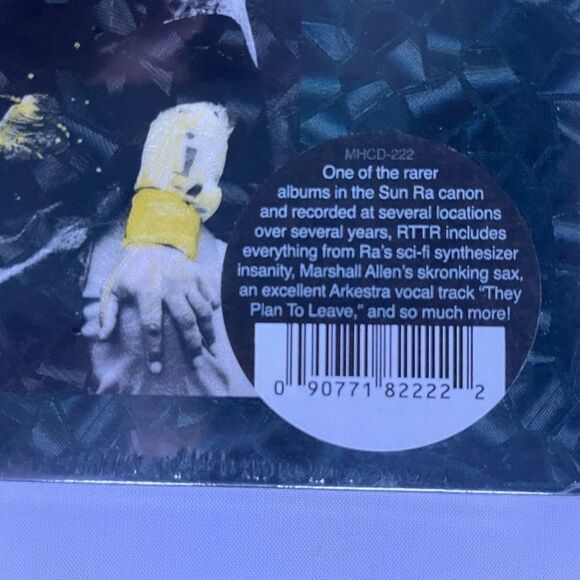 MHCD-222
One of the rarer
albums in the Sun Ra canon
and recorded at several locations
over several years, RTTR includes
everything from Ra's sci-fi synthesizer
insanity, Marshall Allen's skronking sax,
an excellent Arkestra vocal track "They
Plan To Leave," and so much more!
0 90771 82222 2